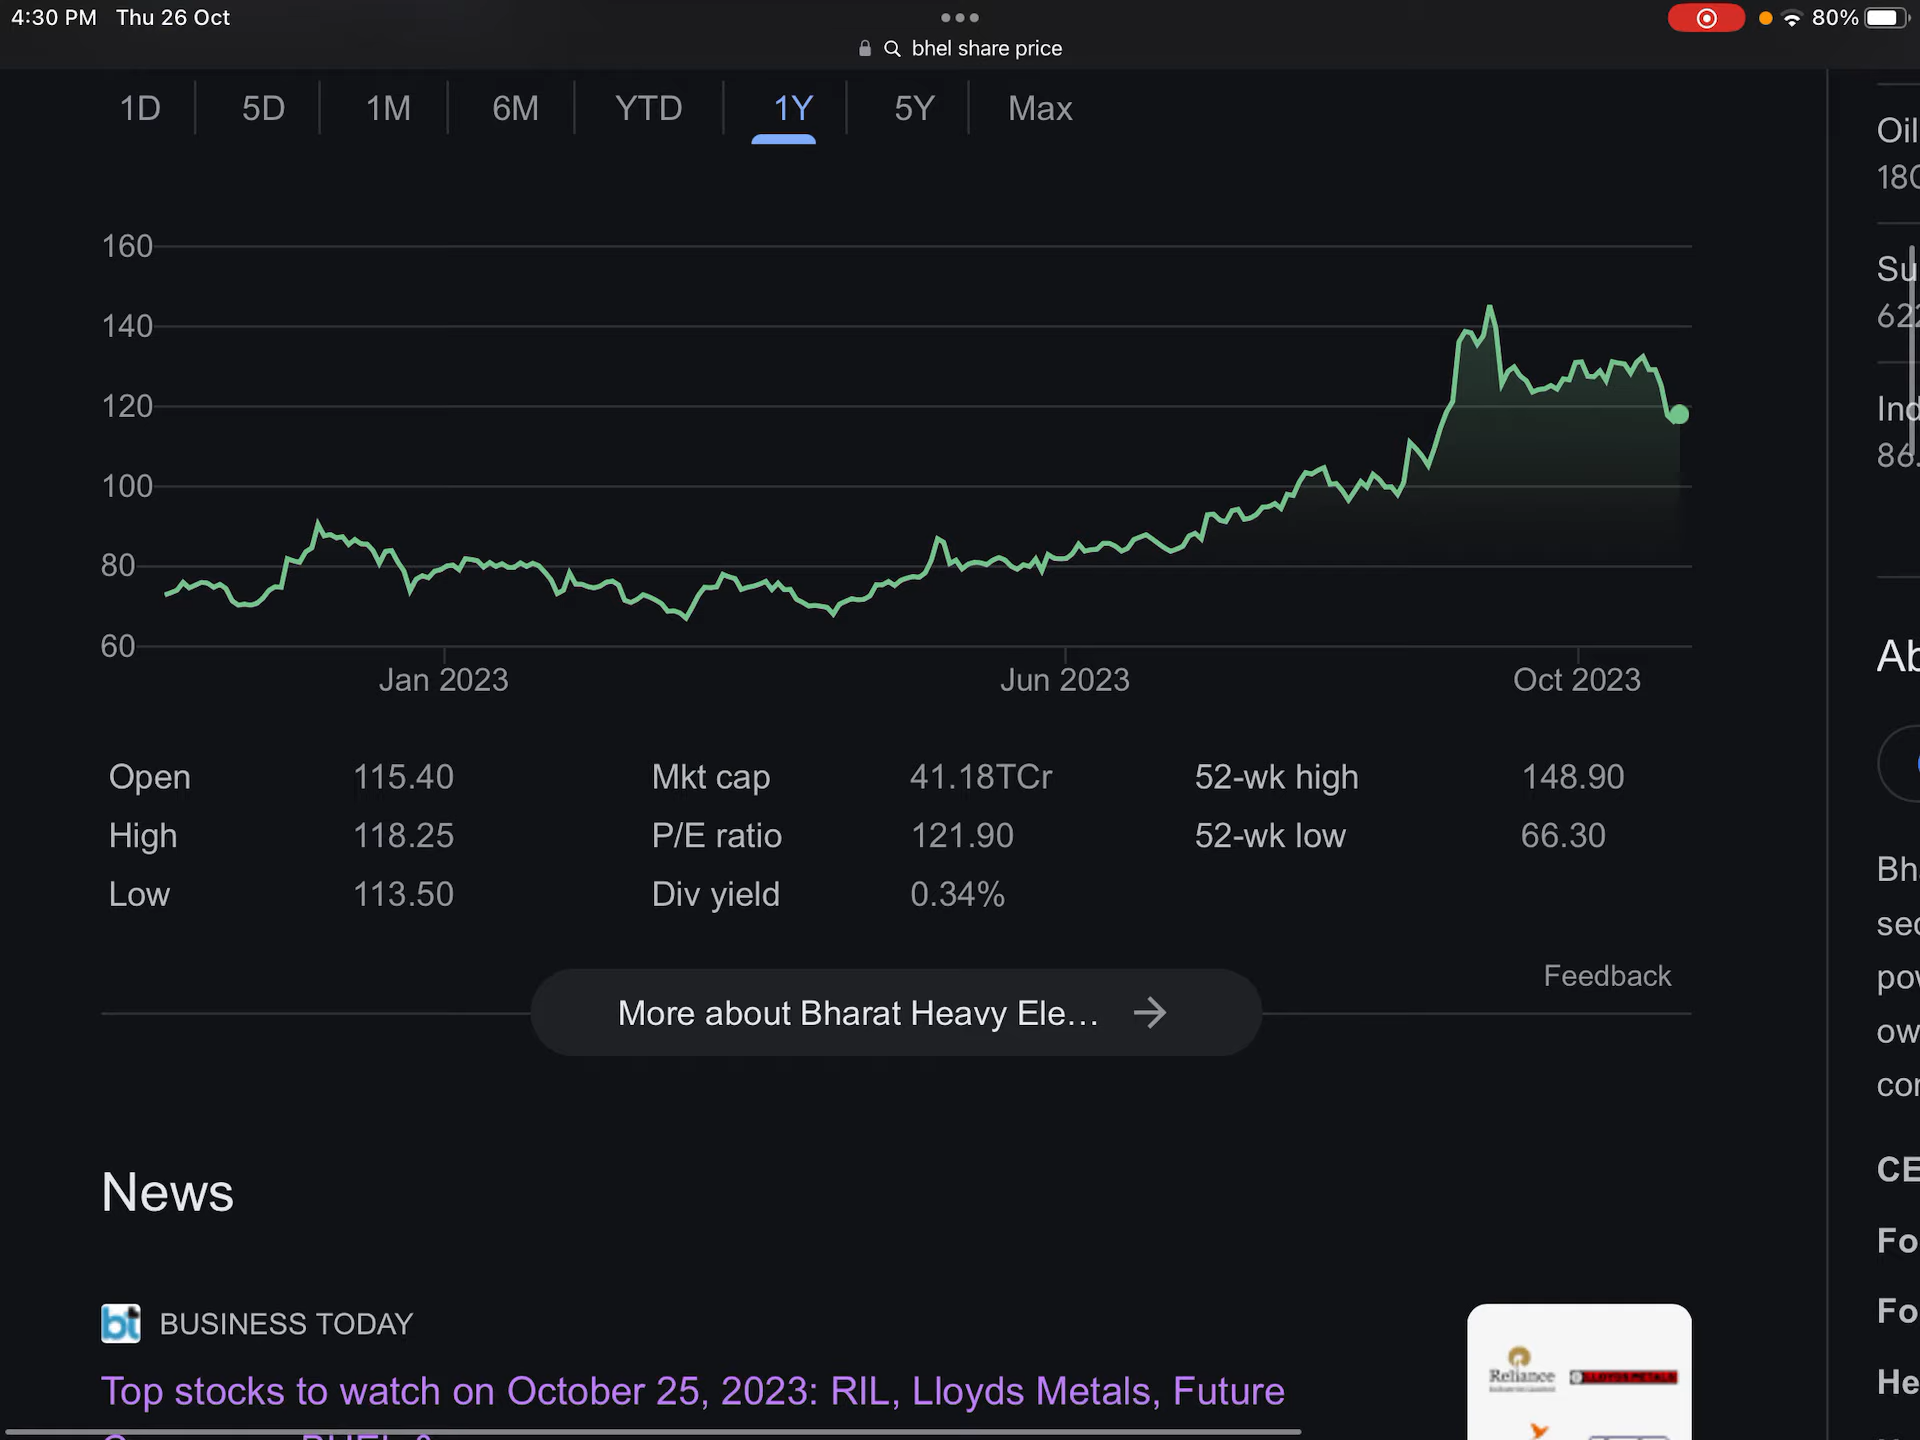 4:30 PM Thu 26 Oct
80%
bhel share price
1D 5D 1M 6M YTD 1Y 5Y Max
160
140
120
100
80
60
Jan 2023 Jun 2023 Oct 2023
Open 115.40 Mkt cap 41.18TCr 52-wk high 148.90
High 118.25 P/E ratio 121.90 52-wk low 66.30
Low 113.50 Div yield 0.34%
Feedback
More about Bharat Heavy Ele...
News
bt BUSINESS TODAY
Top stocks to watch on October 25, 2023: RIL, Lloyds Metals, Future
Reliance LLOYDS METALS
Oil